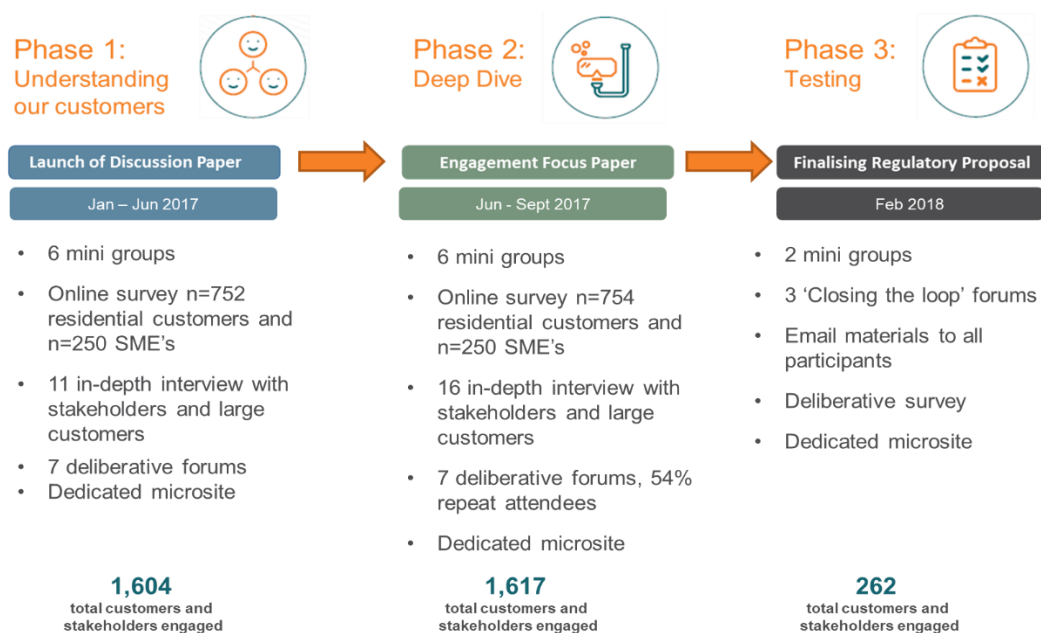 Phase 1:
Understanding
our customers
Launch of Discussion Paper
Jan – Jun 2017
• 6 mini groups
• Online survey n=752
residential customers and
n=250 SME's
• 11 in-depth interview with
stakeholders and large
customers
• 7 deliberative forums
• Dedicated microsite
1,604
total customers and
stakeholders engaged
Phase 2:
Deep Dive
Engagement Focus Paper
Jun - Sept 2017
• 6 mini groups
• Online survey n=754
residential customers and
n=250 SME's
• 16 in-depth interview with
stakeholders and large
customers
• 7 deliberative forums, 54%
repeat attendees
• Dedicated microsite
1,617
total customers and
stakeholders engaged
Phase 3:
Testing
Finalising Regulatory Proposal
Feb 2018
• 2 mini groups
• 3 'Closing the loop' forums
• Email materials to all
participants
• Deliberative survey
• Dedicated microsite
262
total customers and
stakeholders engaged